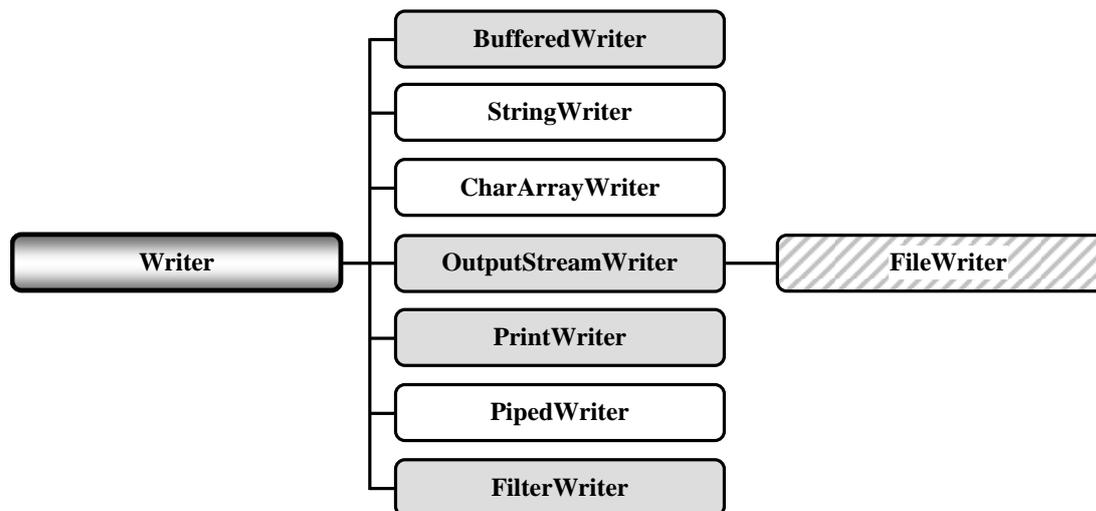 BufferedWriter
StringWriter
CharArrayWriter
Writer
OutputStreamWriter
FileWriter
PrintWriter
PipedWriter
FilterWriter